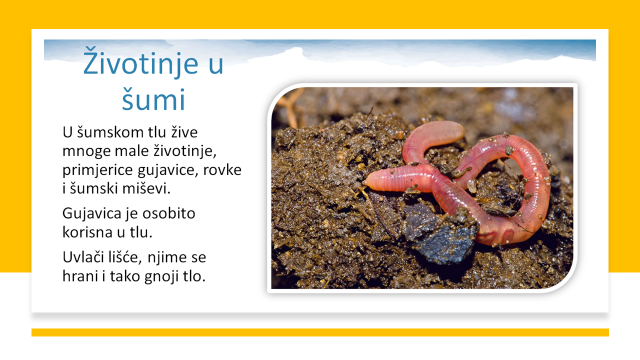 Životinje u
šumi
U šumskom tlu žive
mnoge male životinje,
primjerice gujavice, rovke
i šumski miševi.
Gujavica je osobito
korisna u tlu.
Uvlači lišće, njime se
hrani i tako gnoji tlo.